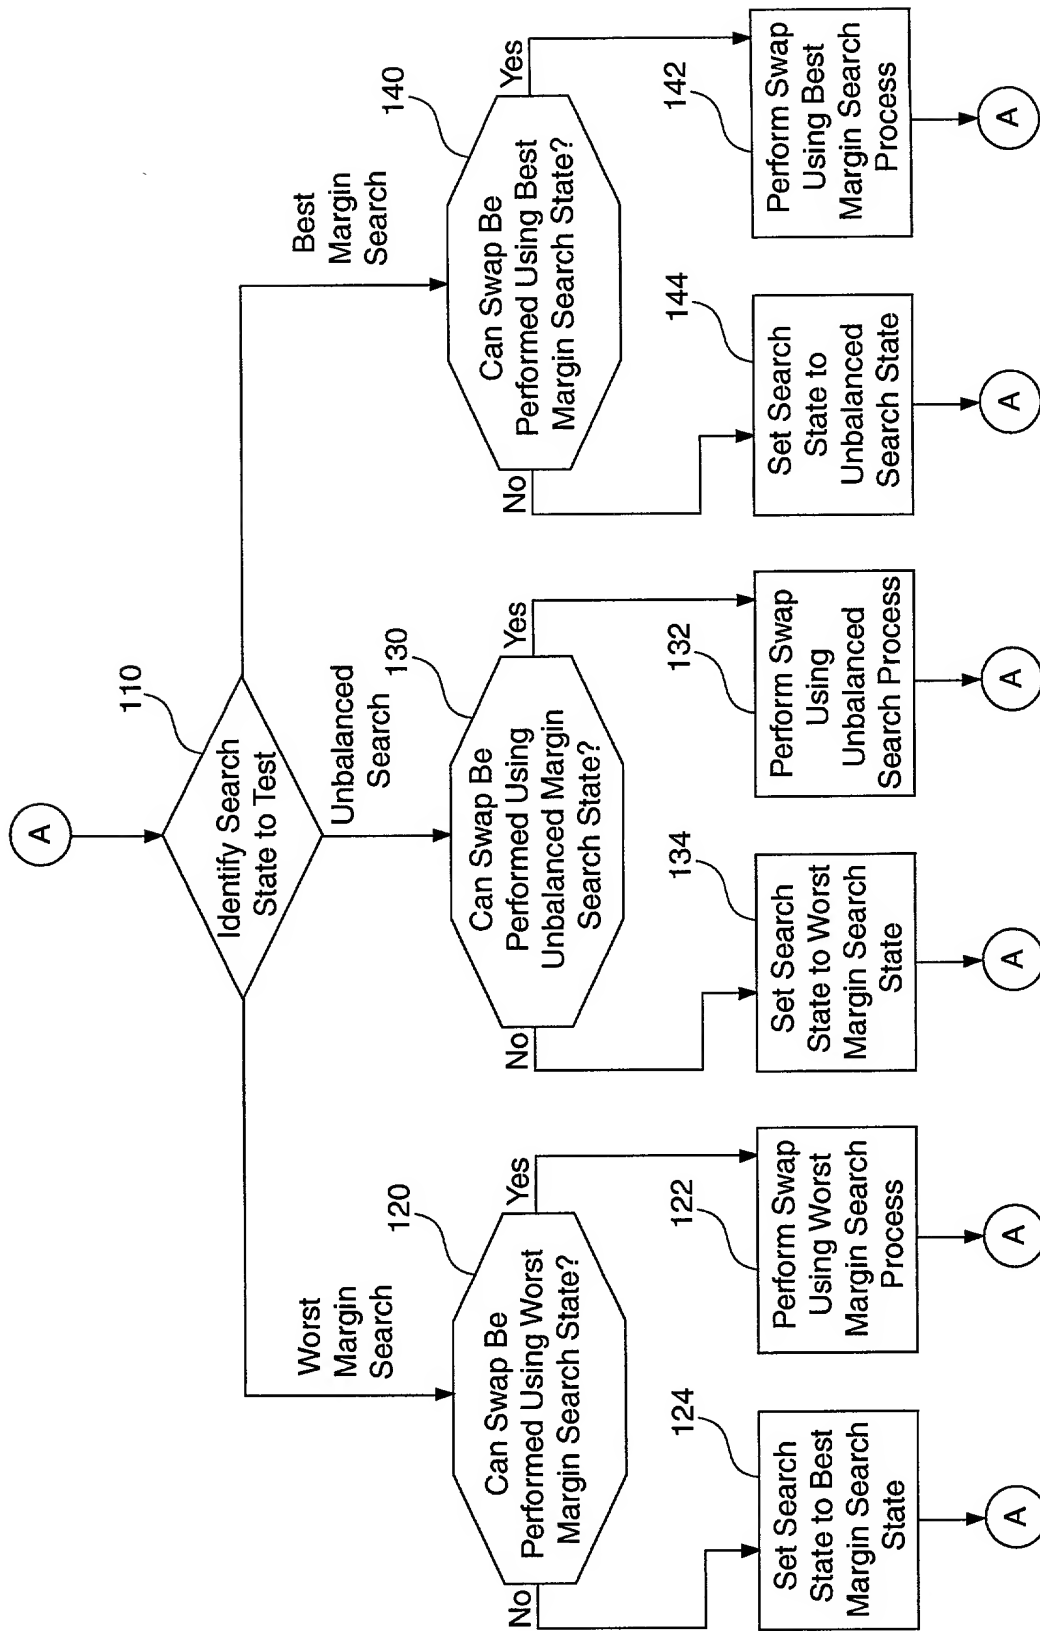 A
110
Identify Search
State to Test
Worst
Margin
Search
Unbalanced
Search
Best
Margin
Search
120
Can Swap Be
Performed Using Worst
Margin Search State?
No
Yes
130
Can Swap Be
Performed Using
Unbalanced Margin
Search State?
No
Yes
140
Can Swap Be
Performed Using Best
Margin Search State?
No
Yes
124
Set Search
State to Best
Margin Search
State
122
Perform Swap
Using Worst
Margin Search
Process
134
Set Search
State to Worst
Margin Search
State
132
Perform Swap
Using
Unbalanced
Search Process
144
Set Search
State to
Unbalanced
Search State
142
Perform Swap
Using Best
Margin Search
Process
A
A
A
A
A
A